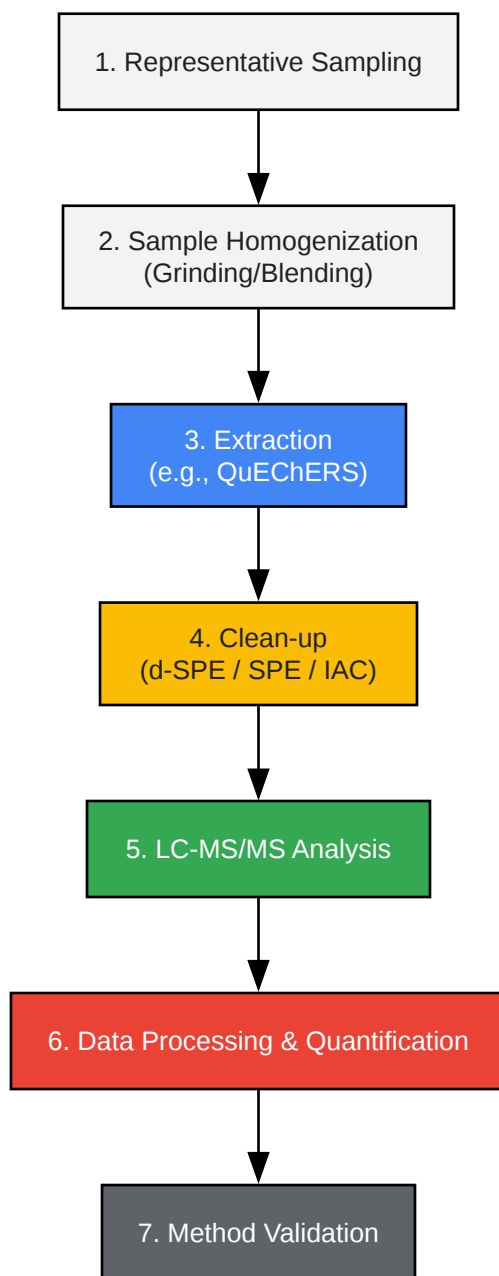 1. Representative Sampling
2. Sample Homogenization
(Grinding/Blending)
3. Extraction
(e.g., QuEChERS)
4. Clean-up
(d-SPE / SPE / IAC)
5. LC-MS/MS Analysis
6. Data Processing & Quantification
7. Method Validation